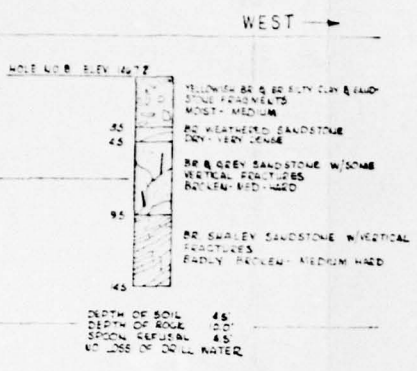 WEST
HOLE NO. 8 ELEV. 1467.2
YELLOWISH BR & BR SILTY CLAY & SANDY
STONE FRAGMENTS
MOIST - MEDIUM
3.5
BR WEATHERED SANDSTONE
4.5
DRY - VERY DENSE
BR & GREY SANDSTONE W/SOME
VERTICAL FRACTURES
BROKEN - MED - HARD
9.5
BR SHALEY SANDSTONE W/VERTICAL
FRACTURES
BADLY BROKEN - MEDIUM HARD
14.5
DEPTH OF SOIL 4.5'
DEPTH OF ROCK 10.0'
SPOON REFUSAL 4.5'
NO LOSS OF DRILL WATER